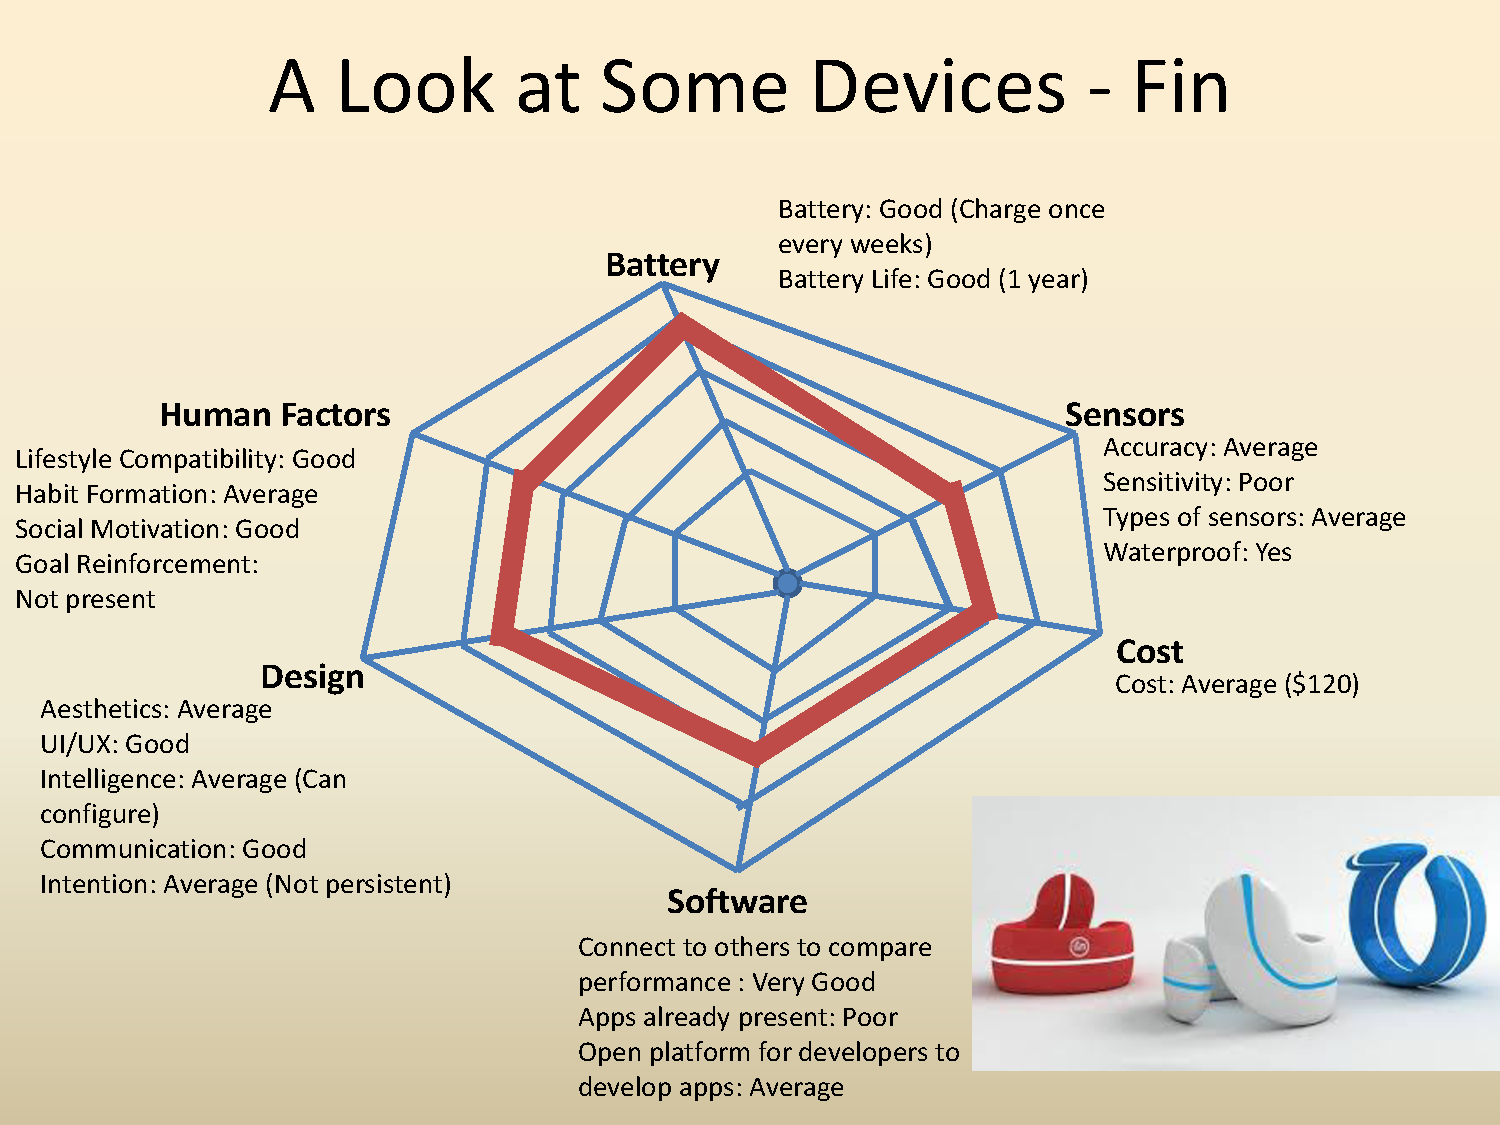 A Look at Some Devices - Fin
Battery: Good (Charge once
every weeks)
Battery Life: Good (1 year)
Battery
Human Factors
Lifestyle Compatibility: Good
Habit Formation: Average
Social Motivation: Good
Goal Reinforcement:
Not present
Sensors
Accuracy: Average
Sensitivity: Poor
Types of sensors: Average
Waterproof: Yes
Cost
Cost: Average ($120)
Design
Aesthetics: Average
UI/UX: Good
Intelligence: Average (Can
configure)
Communication: Good
Intention: Average (Not persistent)
Software
Connect to others to compare
performance : Very Good
Apps already present: Poor
Open platform for developers to
develop apps: Average
fin